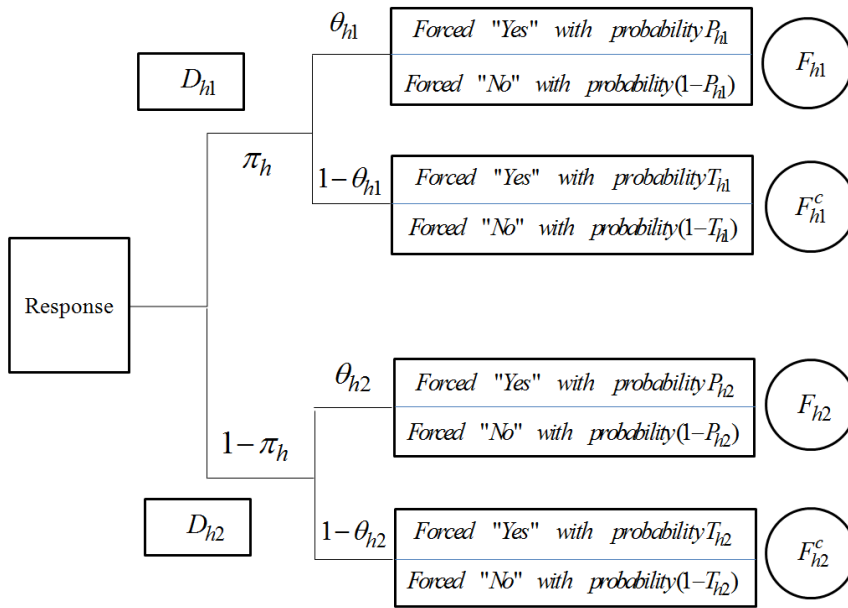 θh1
Forced "Yes" with probability Ph1
Forced "No" with probability(1−Ph1)
Fh1
Dh1
πh
1−θh1
Forced "Yes" with probability Th1
Forced "No" with probability(1−Th1)
F^c h1
Response
θh2
Forced "Yes" with probability Ph2
Forced "No" with probability(1−Ph2)
Fh2
1−πh
Dh2
1−θh2
Forced "Yes" with probability Th2
Forced "No" with probability(1−Th2)
F^c h2